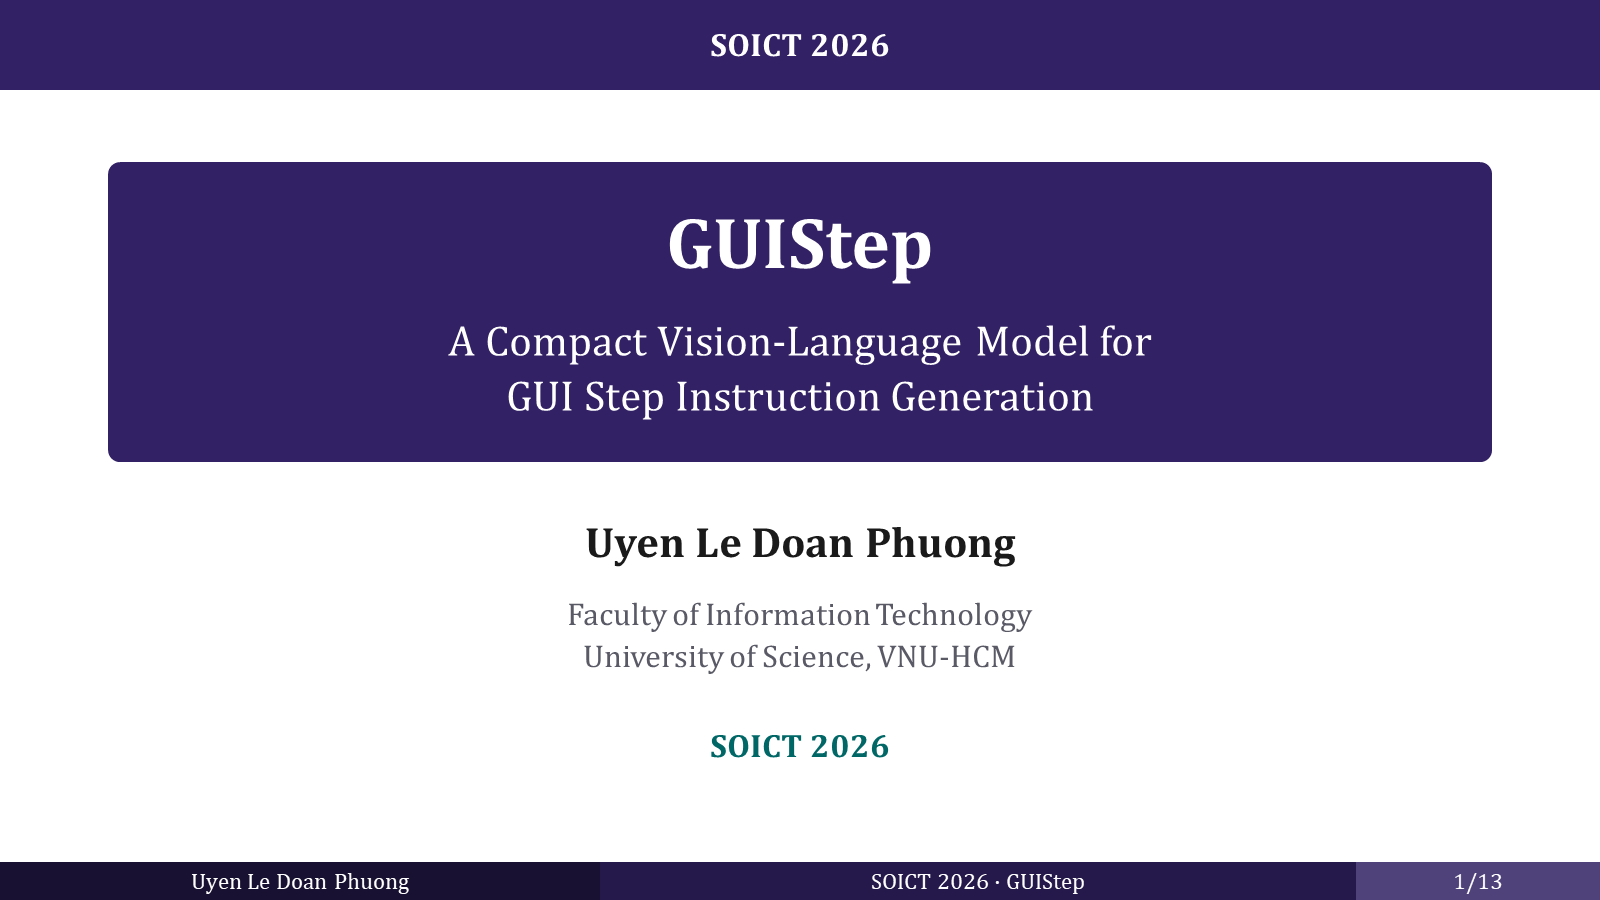 SOICT 2026
GUIStep
A Compact Vision-Language Model for
GUI Step Instruction Generation
Uyen Le Doan Phuong
Faculty of Information Technology
University of Science, VNU-HCM
SOICT 2026
Uyen Le Doan Phuong
SOICT 2026 · GUIStep
1/13